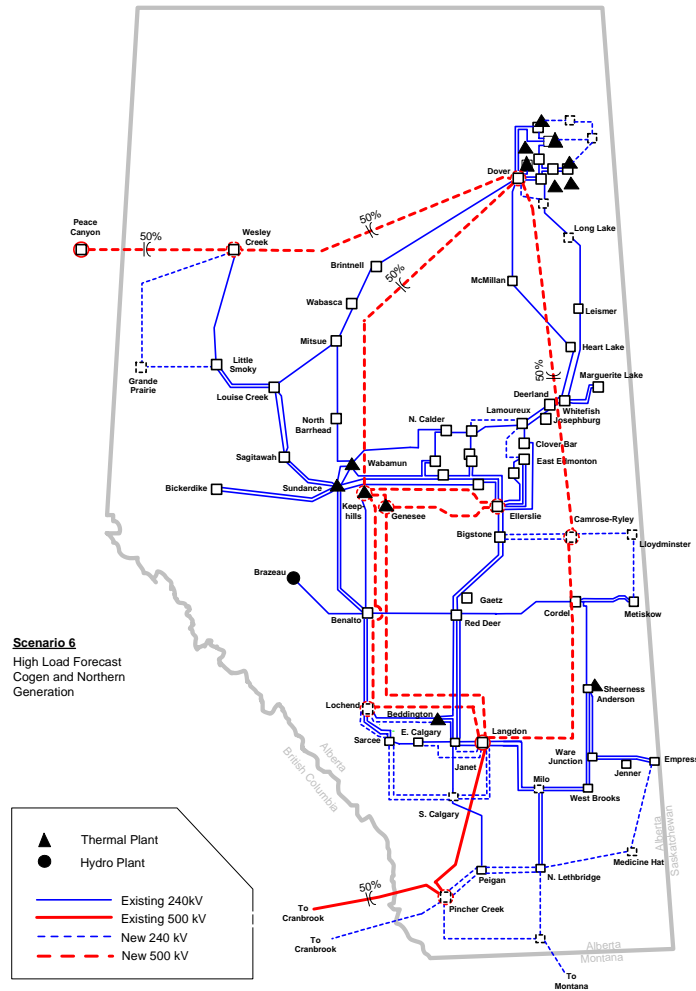 Dover
Peace
Canyon
50%
Wesley
Creek
50%
50%
Long Lake
Brintnell
McMillan
Wabasca
Leismer
Mitsue
Heart Lake
Little
Smoky
Grande
Prairie
Louise Creek
50%
Marguerite Lake
Deerland
Whitefish
Josephburg
Lamoureux
North
Barrhead
N. Calder
Clover Bar
Sagitawah
Wabamun
East Edmonton
Bickerdike
Sundance
Keep-
hills
Genesee
Ellerslie
Camrose-Ryley
Bigstone
Lloydminster
Brazeau
Gaetz
Benalto
Red Deer
Cordel
Metiskow
Scenario 6
High Load Forecast
Cogen and Northern
Generation
Sheerness
Anderson
Lochend
Beddington
E. Calgary
Langdon
Sarcee
Janet
Ware
Junction
Empress
Jenner
Milo
West Brooks
Alberta
British Columbia
S. Calgary
Alberta
Saskatchewan
Medicine Hat
Peigan
N. Lethbridge
50%
To
Cranbrook
Pincher Creek
To
Cranbrook
Alberta
Montana
To
Montana
Thermal Plant
Hydro Plant
Existing 240kV
Existing 500 kV
New 240 kV
New 500 kV